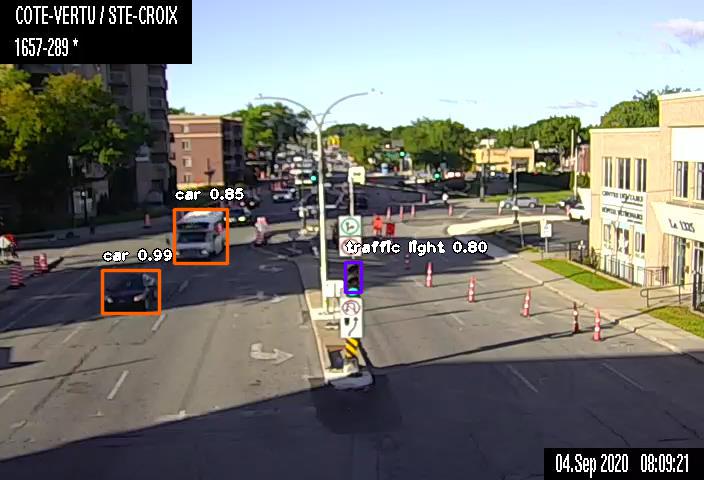 COTE-VERTU / STE-CROIX
1657-289 *
car 0.85
traffic light 0.80
car 0.99
04.Sep 2020 08:09:21